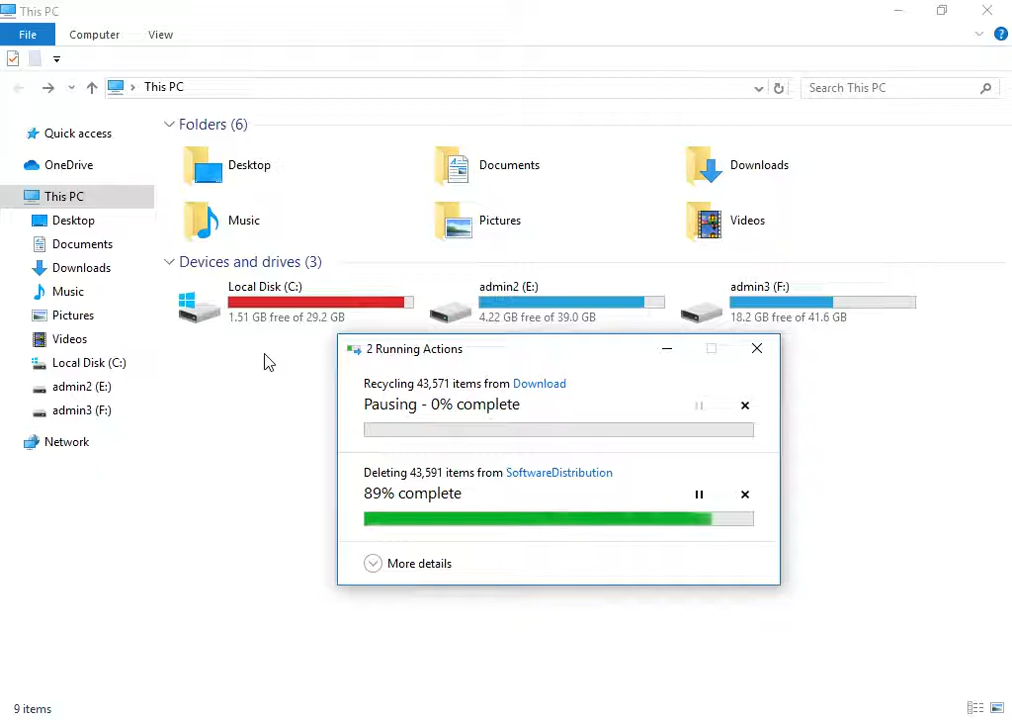 This PC
File Computer View
This PC
Search This PC
Quick access
OneDrive
This PC
Desktop
Documents
Downloads
Music
Pictures
Videos
Local Disk (C:)
admin2 (E:)
admin3 (F:)
Network
Folders (6)
Desktop
Documents
Downloads
Music
Pictures
Videos
Devices and drives (3)
Local Disk (C:)
1.51 GB free of 29.2 GB
admin2 (E:)
4.22 GB free of 39.0 GB
admin3 (F:)
18.2 GB free of 41.6 GB
2 Running Actions
Recycling 43,571 items from Download
Pausing - 0% complete
Deleting 43,591 items from SoftwareDistribution
89% complete
More details
9 items